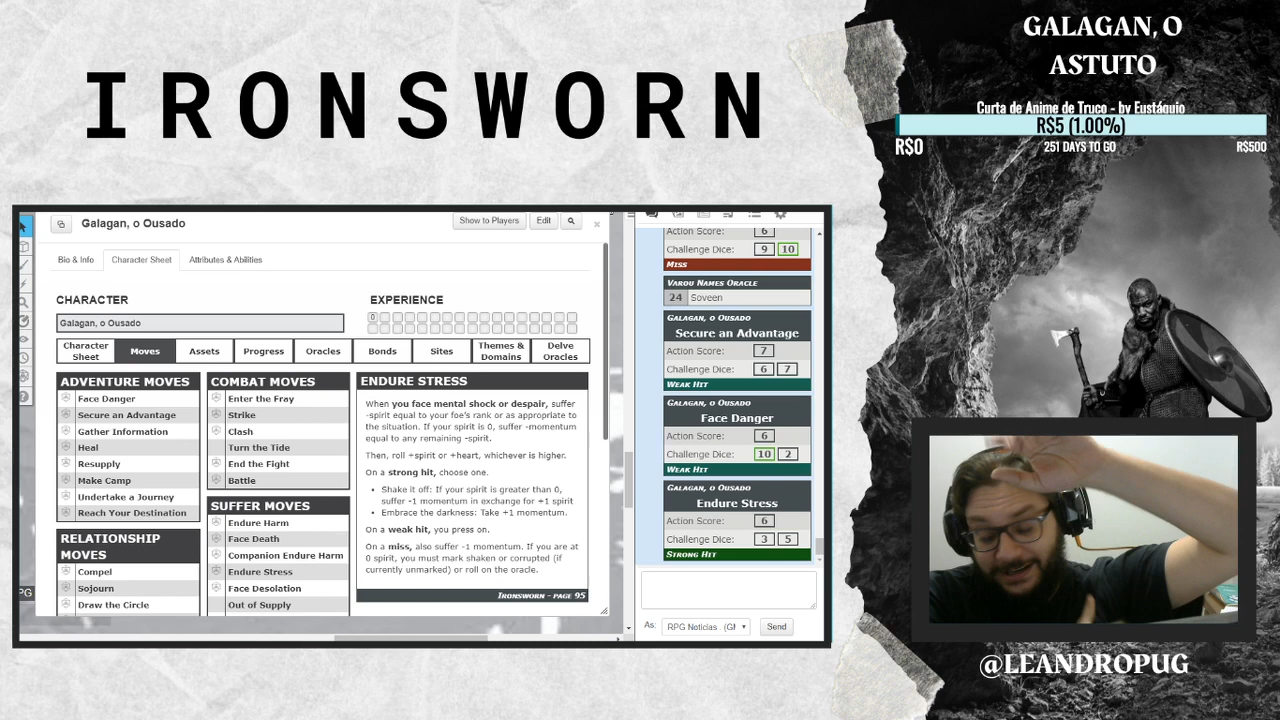 IRONSWORN
GALAGAN, O
ASTUTO
Curta de Anime de Truco - by Eustáquio
R$5 (1.00%)
R$0
251 DAYS TO GO
R$500
Galagan, o Ousado
Show to Players
Edit
Bio & Info
Character Sheet
Attributes & Abilities
CHARACTER
EXPERIENCE
Galagan, o Ousado
0
Character
Sheet
Moves
Assets
Progress
Oracles
Bonds
Sites
Themes &
Domains
Delve
Oracles
ADVENTURE MOVES
Face Danger
Secure an Advantage
Gather Information
Heal
Resupply
Make Camp
Undertake a Journey
Reach Your Destination
RELATIONSHIP
MOVES
Compel
Sojourn
Draw the Circle
COMBAT MOVES
Enter the Fray
Strike
Clash
Turn the Tide
End the Fight
Battle
SUFFER MOVES
Endure Harm
Face Death
Companion Endure Harm
Endure Stress
Face Desolation
Out of Supply
ENDURE STRESS
When you face mental shock or despair, suffer
-spirit equal to your foe's rank or as appropriate to
the situation. If your spirit is 0, suffer -momentum
equal to any remaining -spirit.
Then, roll +spirit or +heart, whichever is higher.
On a strong hit, choose one.
• Shake it off: If your spirit is greater than 0,
suffer -1 momentum in exchange for +1 spirit
• Embrace the darkness: Take +1 momentum.
On a weak hit, you press on.
On a miss, also suffer -1 momentum. If you are at
0 spirit, you must mark shaken or corrupted (if
currently unmarked) or roll on the oracle.
IRONSWORN - PAGE 95
Action Score: 6
Challenge Dice: 9 10
MISS
VAROU NAMES ORACLE
24 Soveen
GALAGAN, O OUSADO
Secure an Advantage
Action Score: 7
Challenge Dice: 6 7
WEAK HIT
GALAGAN, O OUSADO
Face Danger
Action Score: 6
Challenge Dice: 10 2
WEAK HIT
GALAGAN, O OUSADO
Endure Stress
Action Score: 6
Challenge Dice: 3 5
STRONG HIT
As:
RPG Notícias (G
Send
PG
@LEANDROPUG